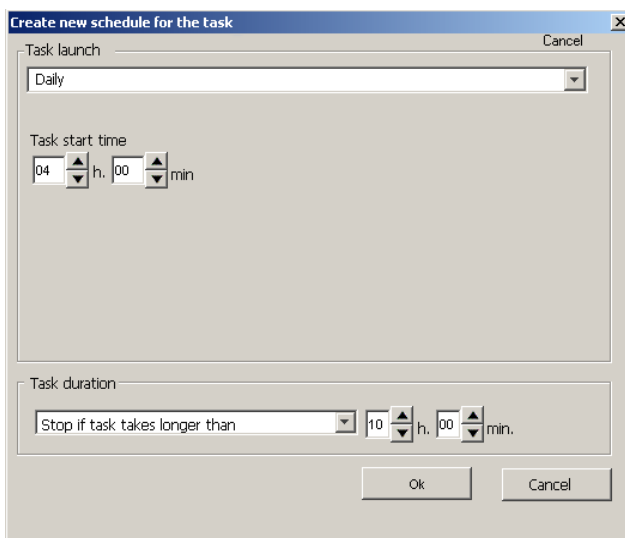 Create new schedule for the task
Cancel
Task launch
Daily
Task start time
04 h. 00 min
Task duration
Stop if task takes longer than 10 h. 00 min.
Ok Cancel